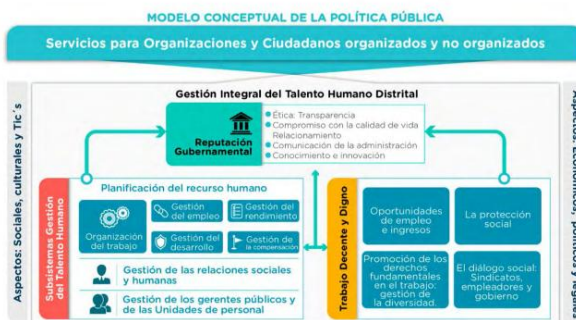 MODELO CONCEPTUAL DE LA POLÍTICA PÚBLICA
Servicios para Organizaciones y Ciudadanos organizados y no organizados
Aspectos: Sociales, culturales y Tic´s
Gestión Integral del Talento Humano Distrital
Reputación
Gubernamental
Ética: Transparencia
Compromiso con la calidad de vida
Relacionamiento
Comunicación de la administración
Conocimiento e innovación
Subsistemas Gestión
del Talento Humano
Planificación del recurso humano
Organización
del trabajo
Gestión
del empleo
Gestión del
rendimiento
Gestión del
desarrollo
Gestión de
la compensación
Gestión de las relaciones sociales
y humanas
Gestión de los gerentes públicos y
de las Unidades de personal
Trabajo Decente y Digno
Oportunidades
de empleo
e ingresos
La protección
social
Promoción de los
derechos
fundamentales
en el trabajo:
gestión de
la diversidad.
El diálogo social:
Sindicatos,
empleadores y
gobierno
Aspectos: Económicos, políticos y legales